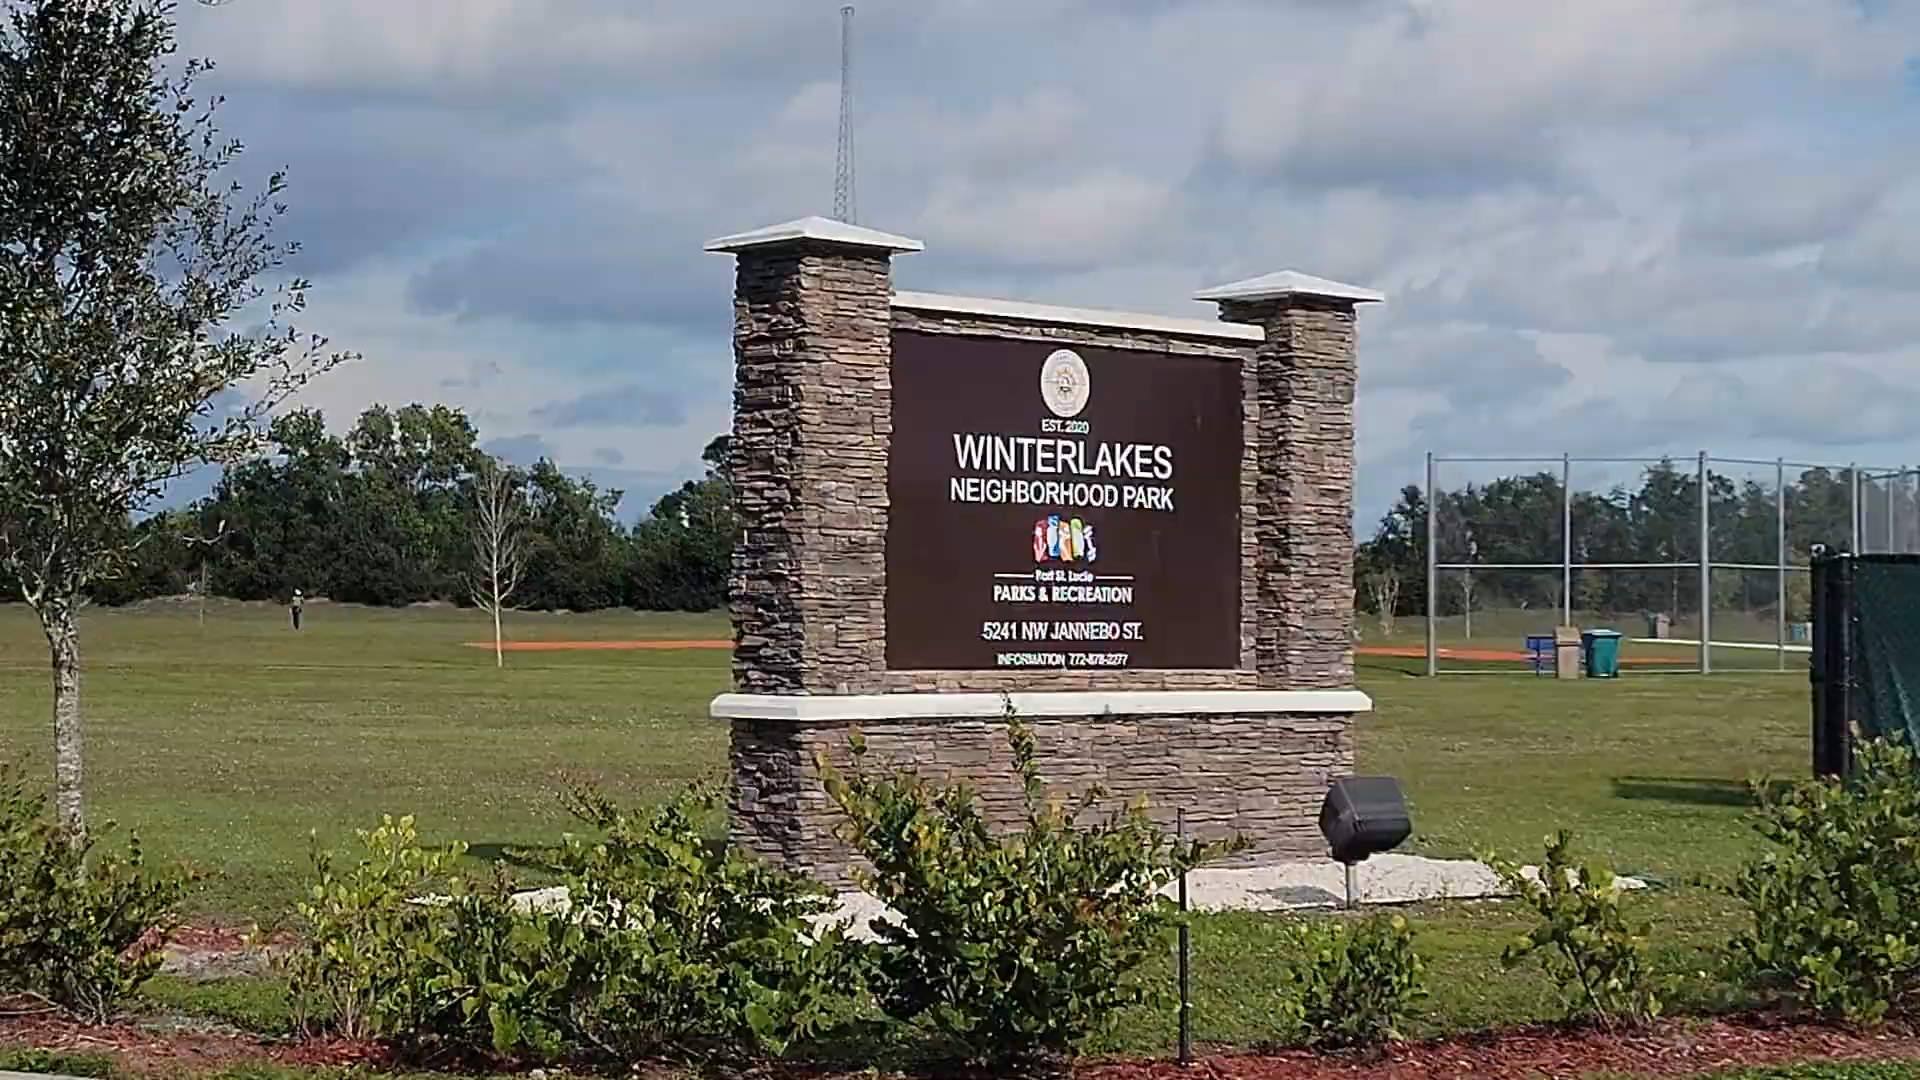 EST. 2020
WINTERLAKES
NEIGHBORHOOD PARK
Port St. Lucie
PARKS & RECREATION
5241 NW JANNEBO ST.
INFORMATION 772-878-2277